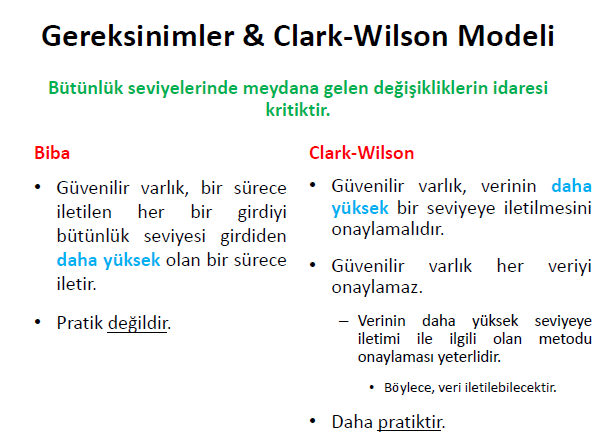 Gereksinimler & Clark-Wilson Modeli
Bütünlük seviyelerinde meydana gelen değişikliklerin idaresi
kritiktir.
Biba
• Güvenilir varlık, bir sürece
iletilen her bir girdiyi
bütünlük seviyesi girdiden
daha yüksek olan bir sürece
iletir.
• Pratik değildir.
Clark-Wilson
• Güvenilir varlık, verinin daha
yüksek bir seviyeye iletilmesini
onaylamalıdır.
• Güvenilir varlık her veriyi
onaylamaz.
– Verinin daha yüksek seviyeye
iletimi ile ilgili olan metodu
onaylaması yeterlidir.
• Böylece, veri iletilebilecektir.
• Daha pratiktir.